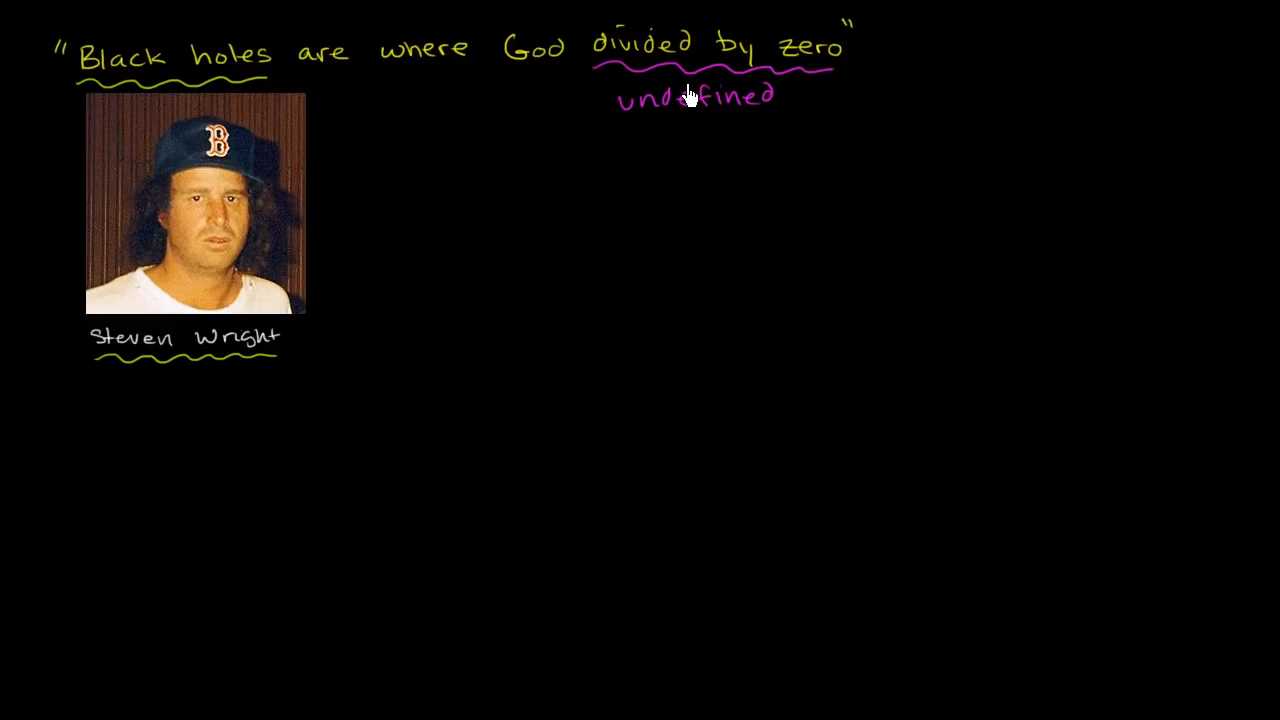 "Black holes are where God divided by zero"
undefined
B
Steven Wright